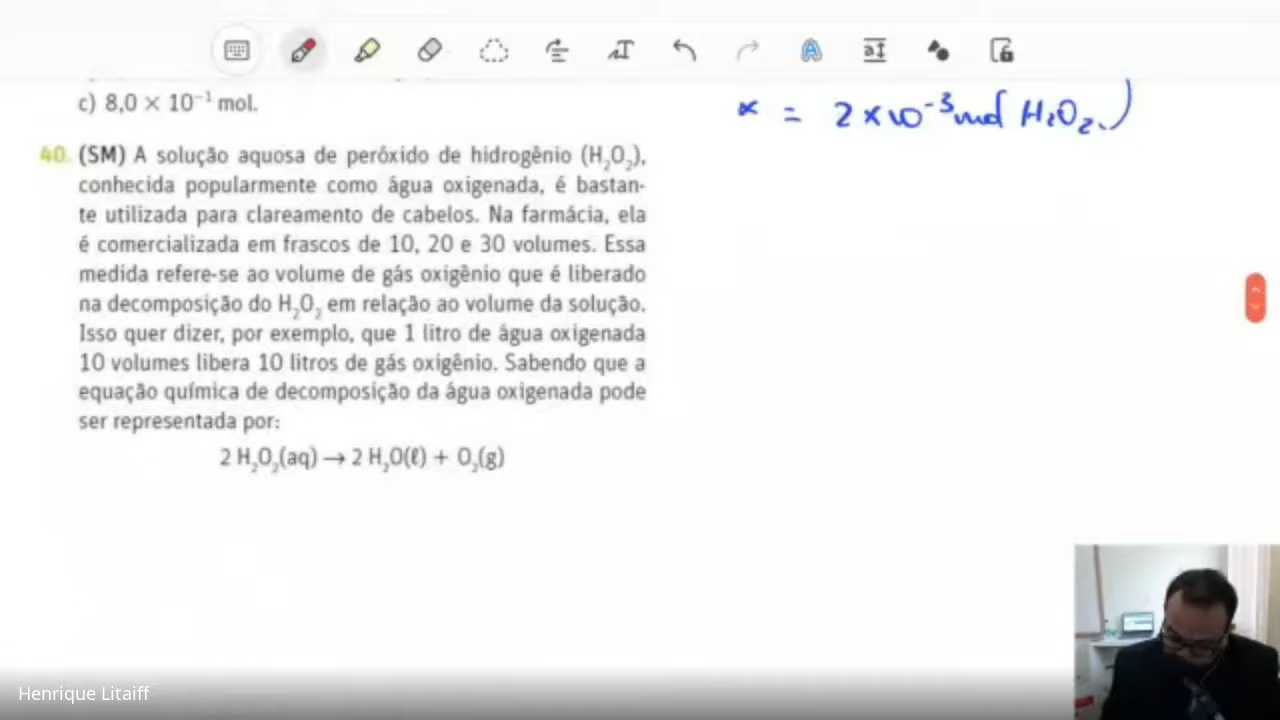 c) 8,0 × 10⁻¹ mol.
x = 2 x 10⁻³ mol H₂O₂
40. (SM) A solução aquosa de peróxido de hidrogênio (H₂O₂),
conhecida popularmente como água oxigenada, é bastan-
te utilizada para clareamento de cabelos. Na farmácia, ela
é comercializada em frascos de 10, 20 e 30 volumes. Essa
medida refere-se ao volume de gás oxigênio que é liberado
na decomposição do H₂O₂ em relação ao volume da solução.
Isso quer dizer, por exemplo, que 1 litro de água oxigenada
10 volumes libera 10 litros de gás oxigênio. Sabendo que a
equação química de decomposição da água oxigenada pode
ser representada por:
2 H₂O₂(aq) → 2 H₂O(ℓ) + O₂(g)
Henrique Litaiff